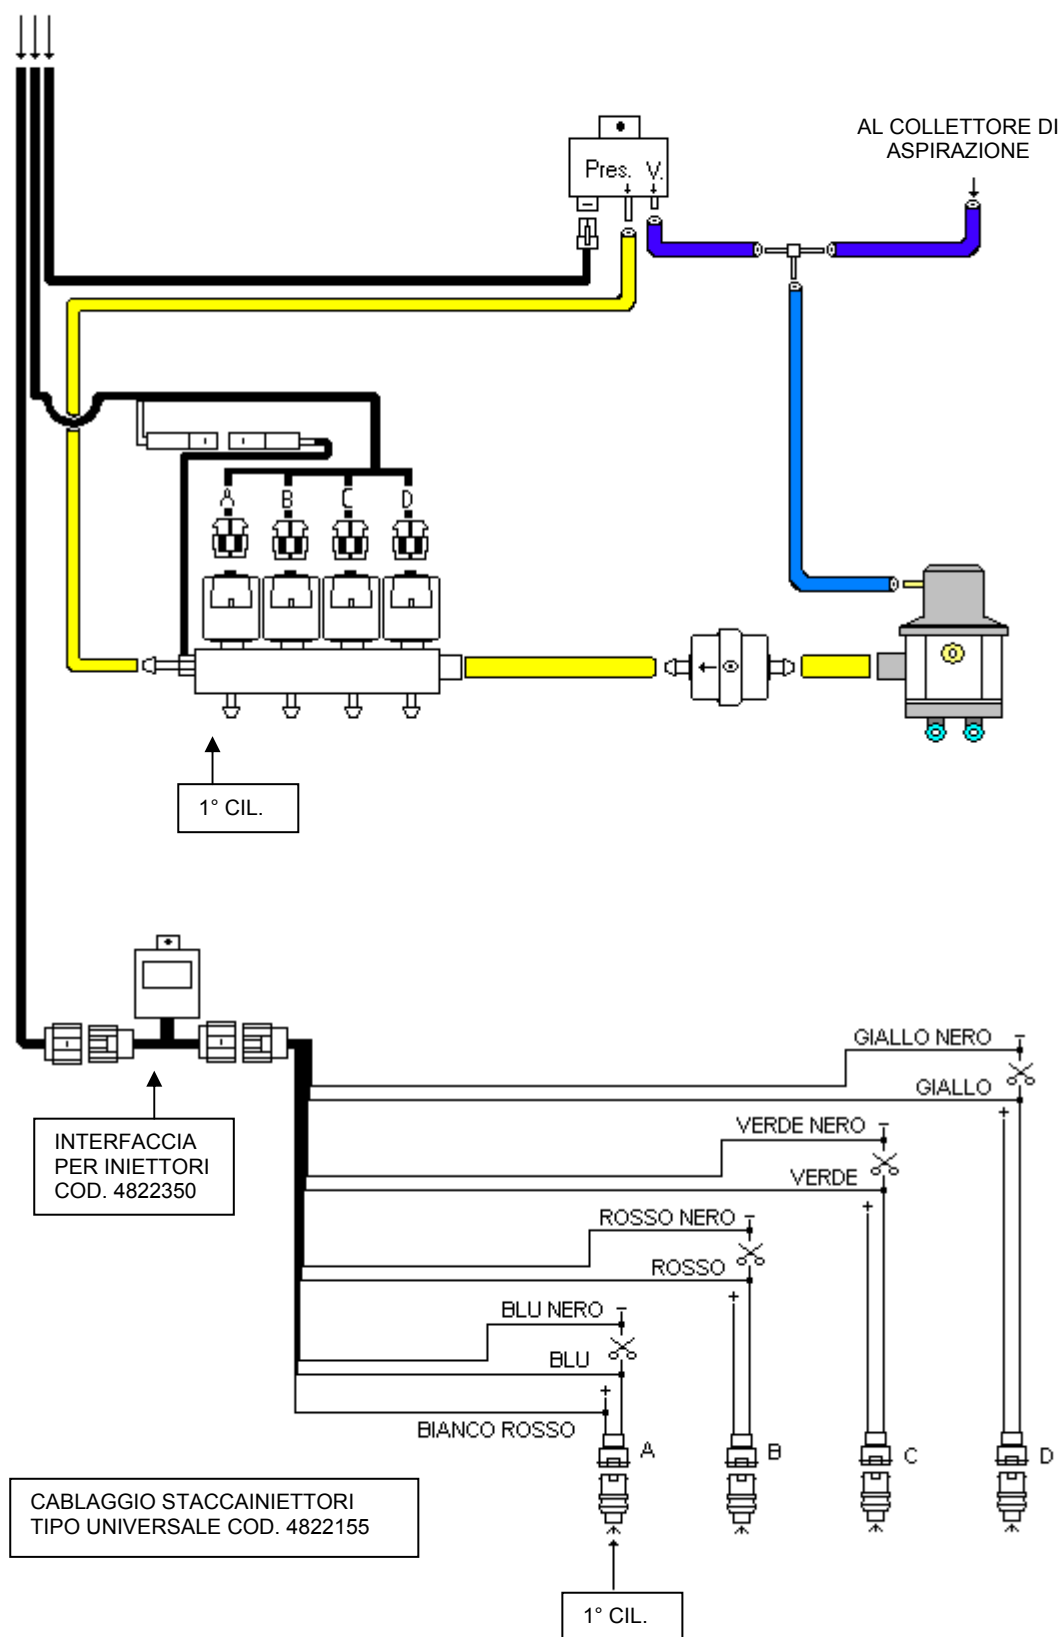 AL COLLETTORE DI
ASPIRAZIONE
Pres. V.
A B C D
1° CIL.
INTERFACCIA
PER INIETTORI
COD. 4822350
GIALLO NERO -
GIALLO
+
VERDE NERO -
VERDE
+
ROSSO NERO -
ROSSO
+
BLU NERO -
BLU
+
BIANCO ROSSO
A B C D
CABLAGGIO STACCAINIETTORI
TIPO UNIVERSALE COD. 4822155
1° CIL.